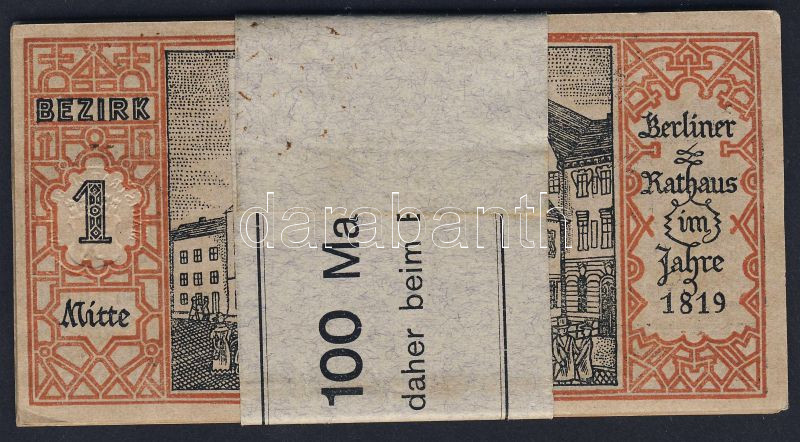 BEZIRK
1
Mitte
100 Ma
daher beim
Berliner
Rathaus
im
Jahre
1819
darabanth